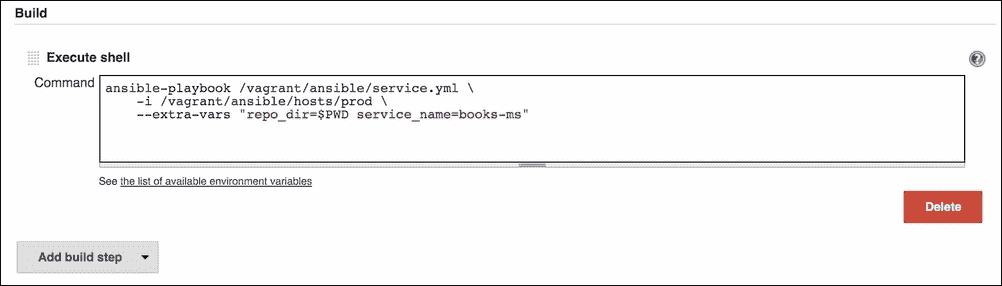 Build
Execute shell
Command
ansible-playbook /vagrant/ansible/service.yml \
    -i /vagrant/ansible/hosts/prod \
    --extra-vars "repo_dir=$PWD service_name=books-ms"
See the list of available environment variables
Delete
Add build step